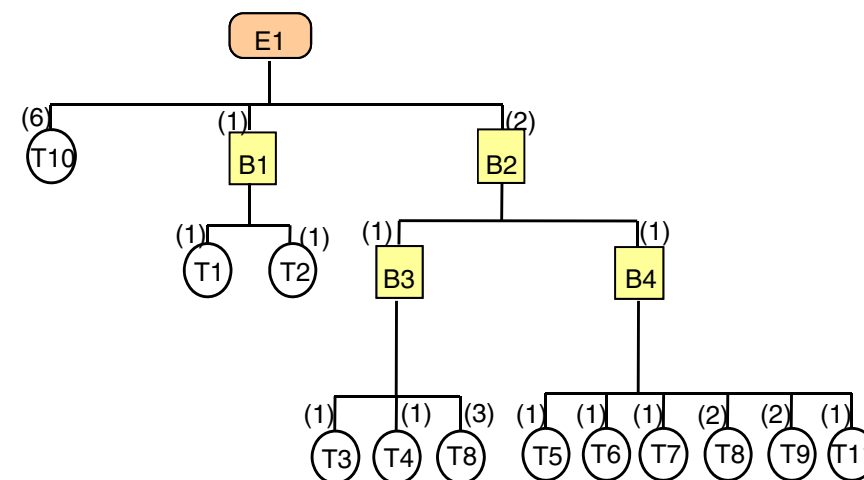 E1
(6) (1) (2)
T10 B1 B2
(1) (1) (1) (1)
T1 T2 B3 B4
(1) (1) (3) (1) (1) (1) (2) (2) (1)
T3 T4 T8 T5 T6 T7 T8 T9